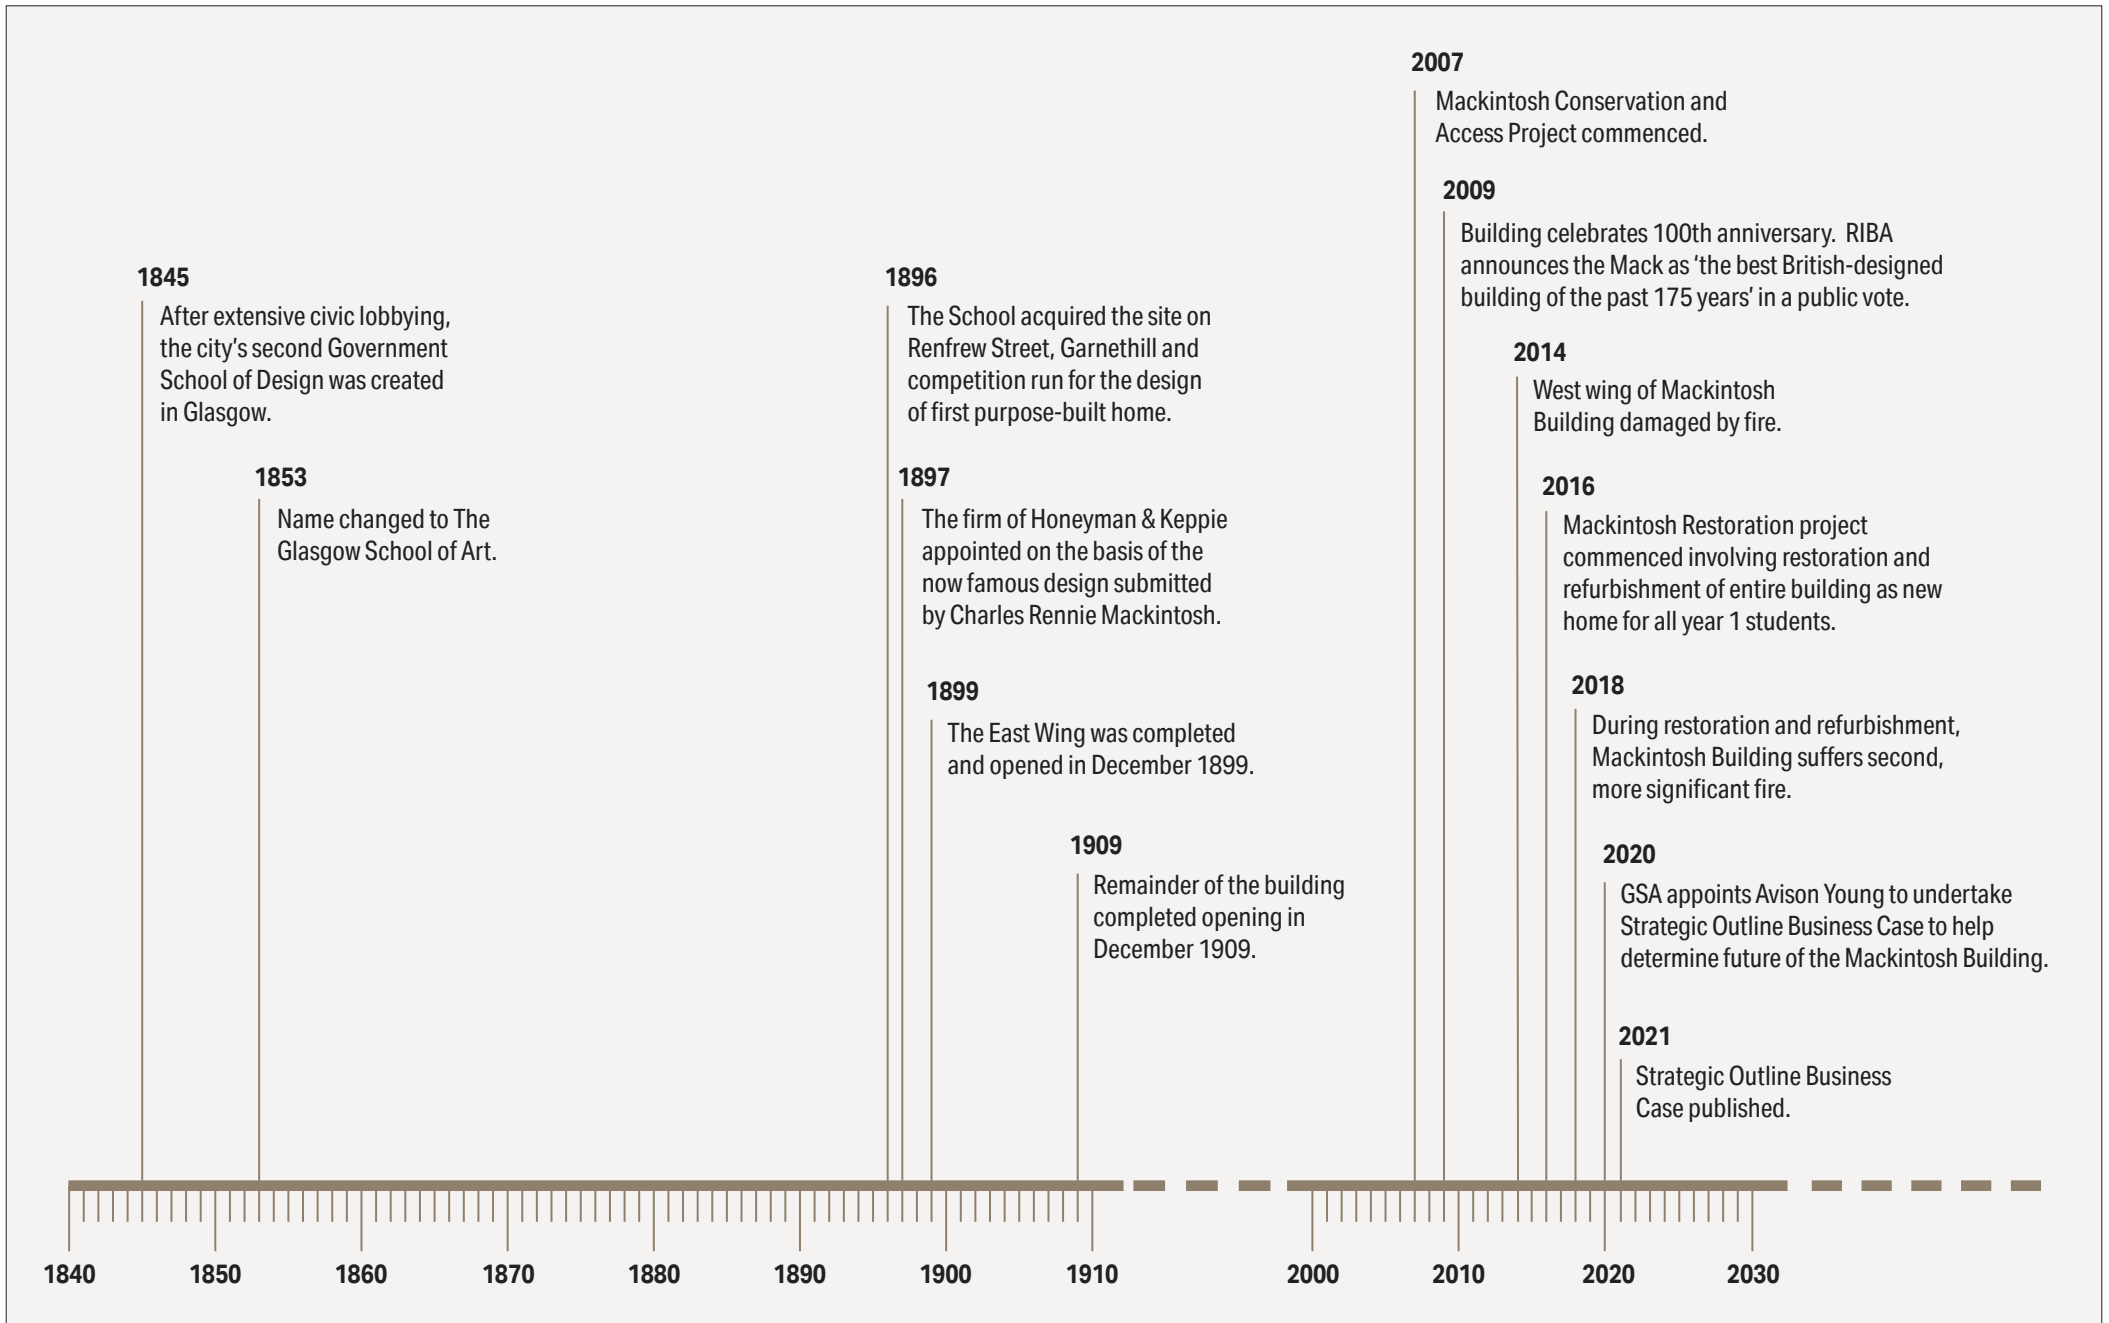 1845
After extensive civic lobbying,
the city's second Government
School of Design was created
in Glasgow.
1853
Name changed to The
Glasgow School of Art.
1896
The School acquired the site on
Renfrew Street, Garnethill and
competition run for the design
of first purpose-built home.
1897
The firm of Honeyman & Keppie
appointed on the basis of the
now famous design submitted
by Charles Rennie Mackintosh.
1899
The East Wing was completed
and opened in December 1899.
1909
Remainder of the building
completed opening in
December 1909.
2007
Mackintosh Conservation and
Access Project commenced.
2009
Building celebrates 100th anniversary.  RIBA
announces the Mack as ‘the best British-designed
building of the past 175 years’ in a public vote.
2014
West wing of Mackintosh
Building damaged by fire.
2016
Mackintosh Restoration project
commenced involving restoration and
refurbishment of entire building as new
home for all year 1 students.
2018
During restoration and refurbishment,
Mackintosh Building suffers second,
more significant fire.
2020
GSA appoints Avison Young to undertake
Strategic Outline Business Case to help
determine future of the Mackintosh Building.
2021
Strategic Outline Business
Case published.
1840 1850 1860 1870 1880 1890 1900 1910 2000 2010 2020 2030